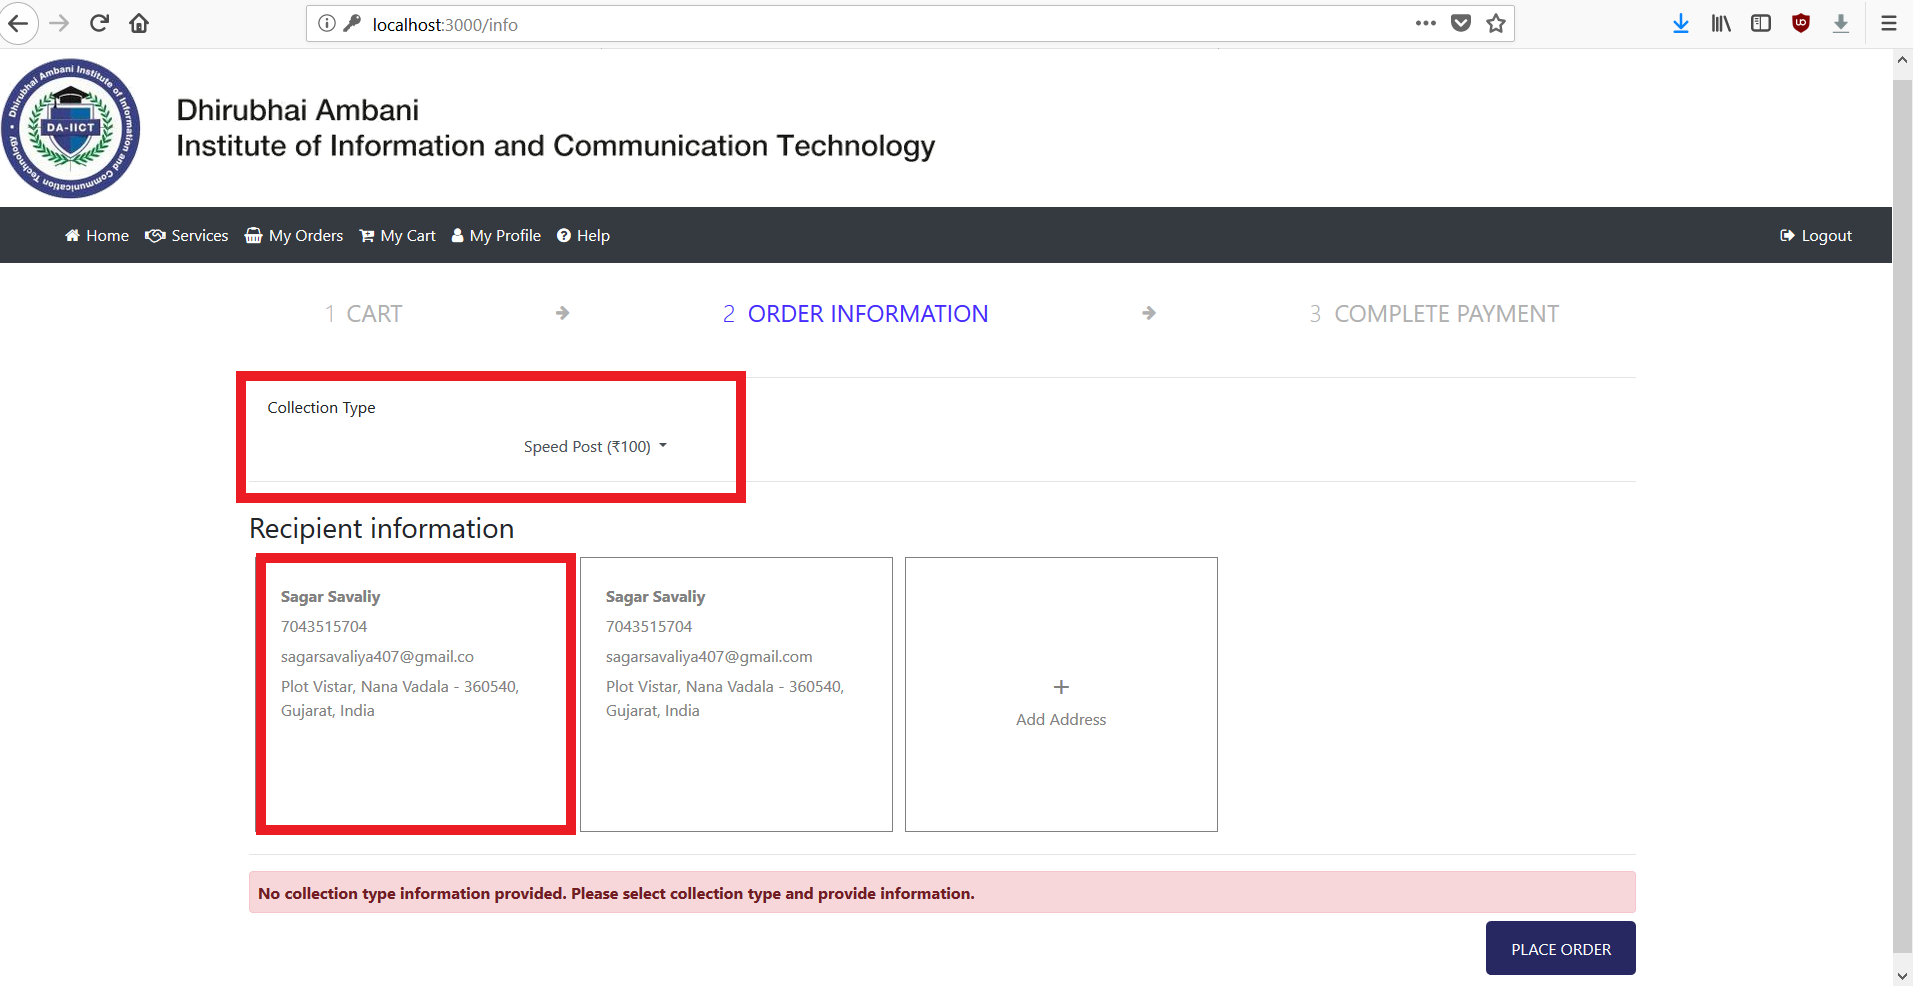 localhost:3000/info
Dhirubhai Ambani Institute of Information and Communication Technology
DA-IICT
Dhirubhai Ambani
Institute of Information and Communication Technology
Home Services My Orders My Cart My Profile Help Logout
1 CART 2 ORDER INFORMATION 3 COMPLETE PAYMENT
Collection Type
Speed Post (₹100)
Recipient information
Sagar Savaliy
7043515704
sagarsavaliya407@gmail.co
Plot Vistar, Nana Vadala - 360540,
Gujarat, India
Sagar Savaliy
7043515704
sagarsavaliya407@gmail.com
Plot Vistar, Nana Vadala - 360540,
Gujarat, India
+
Add Address
No collection type information provided. Please select collection type and provide information.
PLACE ORDER